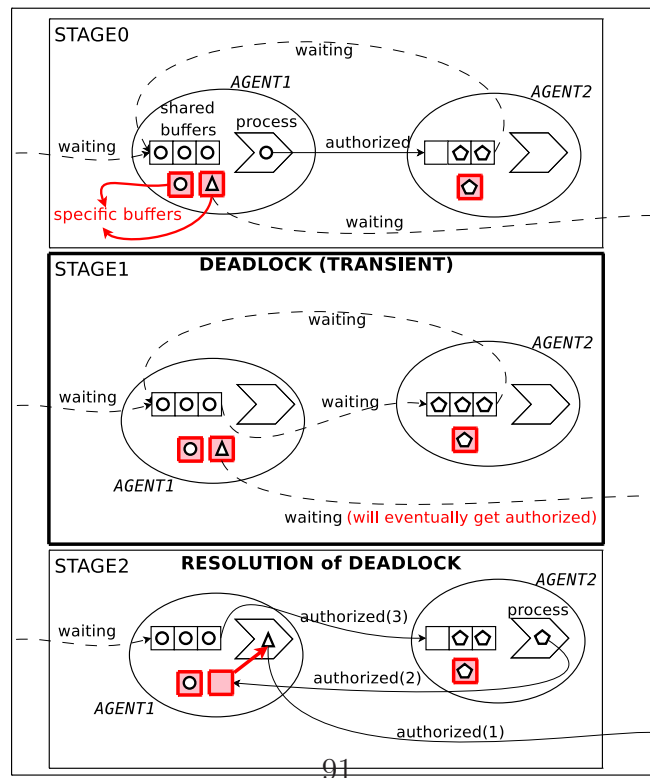 STAGE0
waiting
AGENT1
AGENT2
shared
buffers
process
waiting
authorized
specific buffers
waiting
STAGE1
DEADLOCK (TRANSIENT)
waiting
AGENT2
waiting
waiting
AGENT1
waiting (will eventually get authorized)
STAGE2
RESOLUTION of DEADLOCK
AGENT2
process
waiting
authorized(3)
authorized(2)
AGENT1
authorized(1)
91